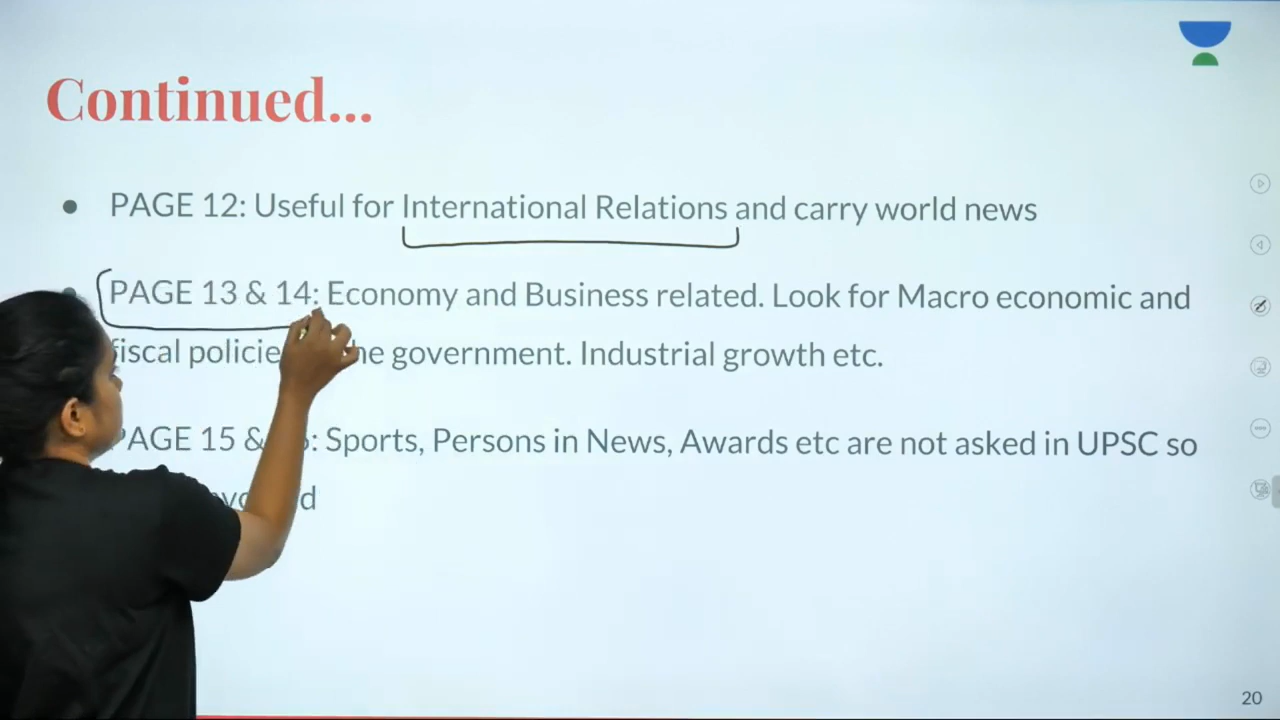 Continued...
PAGE 12: Useful for International Relations and carry world news
PAGE 13 & 14: Economy and Business related. Look for Macro economic and
fiscal policie he government. Industrial growth etc.
PAGE 15 & : Sports, Persons in News, Awards etc are not asked in UPSC so
20